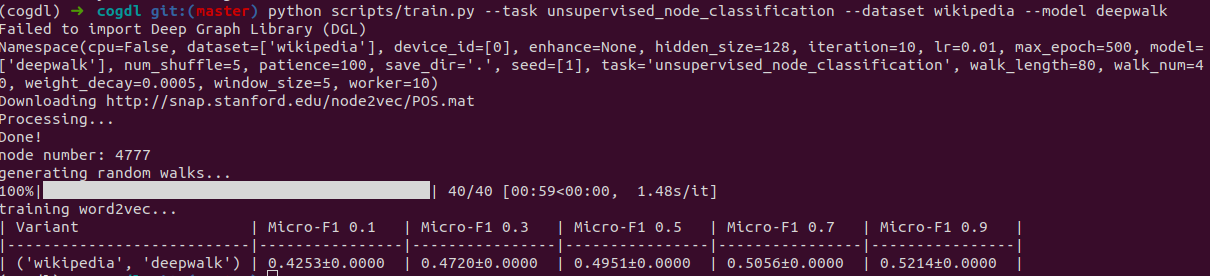 (cogdl) ➜ cogdl git:(master) python scripts/train.py --task unsupervised_node_classification --dataset wikipedia --model deepwalk
Failed to import Deep Graph Library (DGL)
Namespace(cpu=False, dataset=['wikipedia'], device_id=[0], enhance=None, hidden_size=128, iteration=10, lr=0.01, max_epoch=500, model=
['deepwalk'], num_shuffle=5, patience=100, save_dir='.', seed=[1], task='unsupervised_node_classification', walk_length=80, walk_num=4
0, weight_decay=0.0005, window_size=5, worker=10)
Downloading http://snap.stanford.edu/node2vec/POS.mat
Processing...
Done!
node number: 4777
generating random walks...
100%|██████████| 40/40 [00:59<00:00, 1.48s/it]
training word2vec...
| Variant | Micro-F1 0.1 | Micro-F1 0.3 | Micro-F1 0.5 | Micro-F1 0.7 | Micro-F1 0.9 |
|---------------------------|----------------|----------------|----------------|----------------|----------------|
| ('wikipedia', 'deepwalk') | 0.4253±0.0000 | 0.4720±0.0000 | 0.4951±0.0000 | 0.5056±0.0000 | 0.5214±0.0000 |